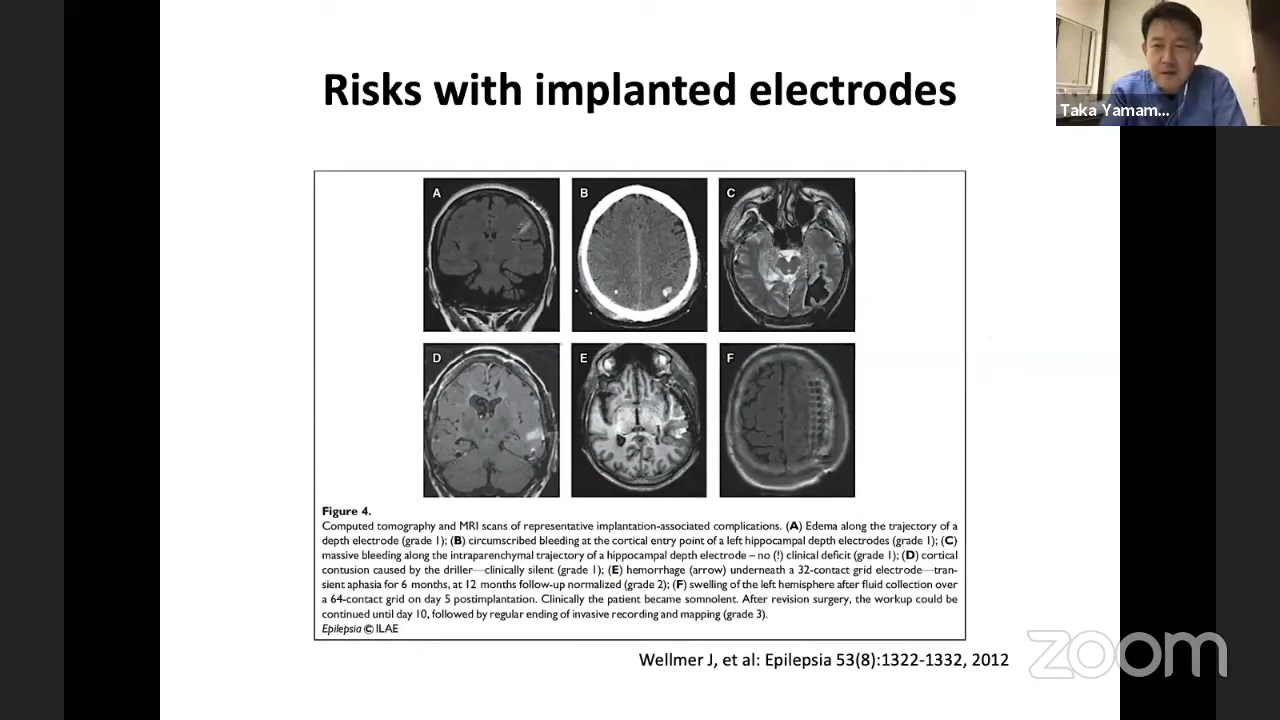 Risks with implanted electrodes
Taka Yamam...
A
B
C
D
E
F
Figure 4.
Computed tomography and MRI scans of representative implantation-associated complications. (A) Edema along the trajectory of a
depth electrode (grade 1); (B) circumscribed bleeding at the cortical entry point of a left hippocampal depth electrodes (grade 1); (C)
massive bleeding along the intraparenchymal trajectory of a hippocampal depth electrode – no (!) clinical deficit (grade 1); (D) cortical
contusion caused by the driller—clinically silent (grade 1); (E) hemorrhage (arrow) underneath a 32-contact grid electrode—tran-
sient aphasia for 6 months, at 12 months follow-up normalized (grade 2); (F) swelling of the left hemisphere after fluid collection over
a 64-contact grid on day 5 postimplantation. Clinically the patient became somnolent. After revision surgery, the workup could be
continued until day 10, followed by regular ending of invasive recording and mapping (grade 3).
Epilepsia © ILAE
Wellmer J, et al: Epilepsia 53(8):1322-1332, 2012
zoom